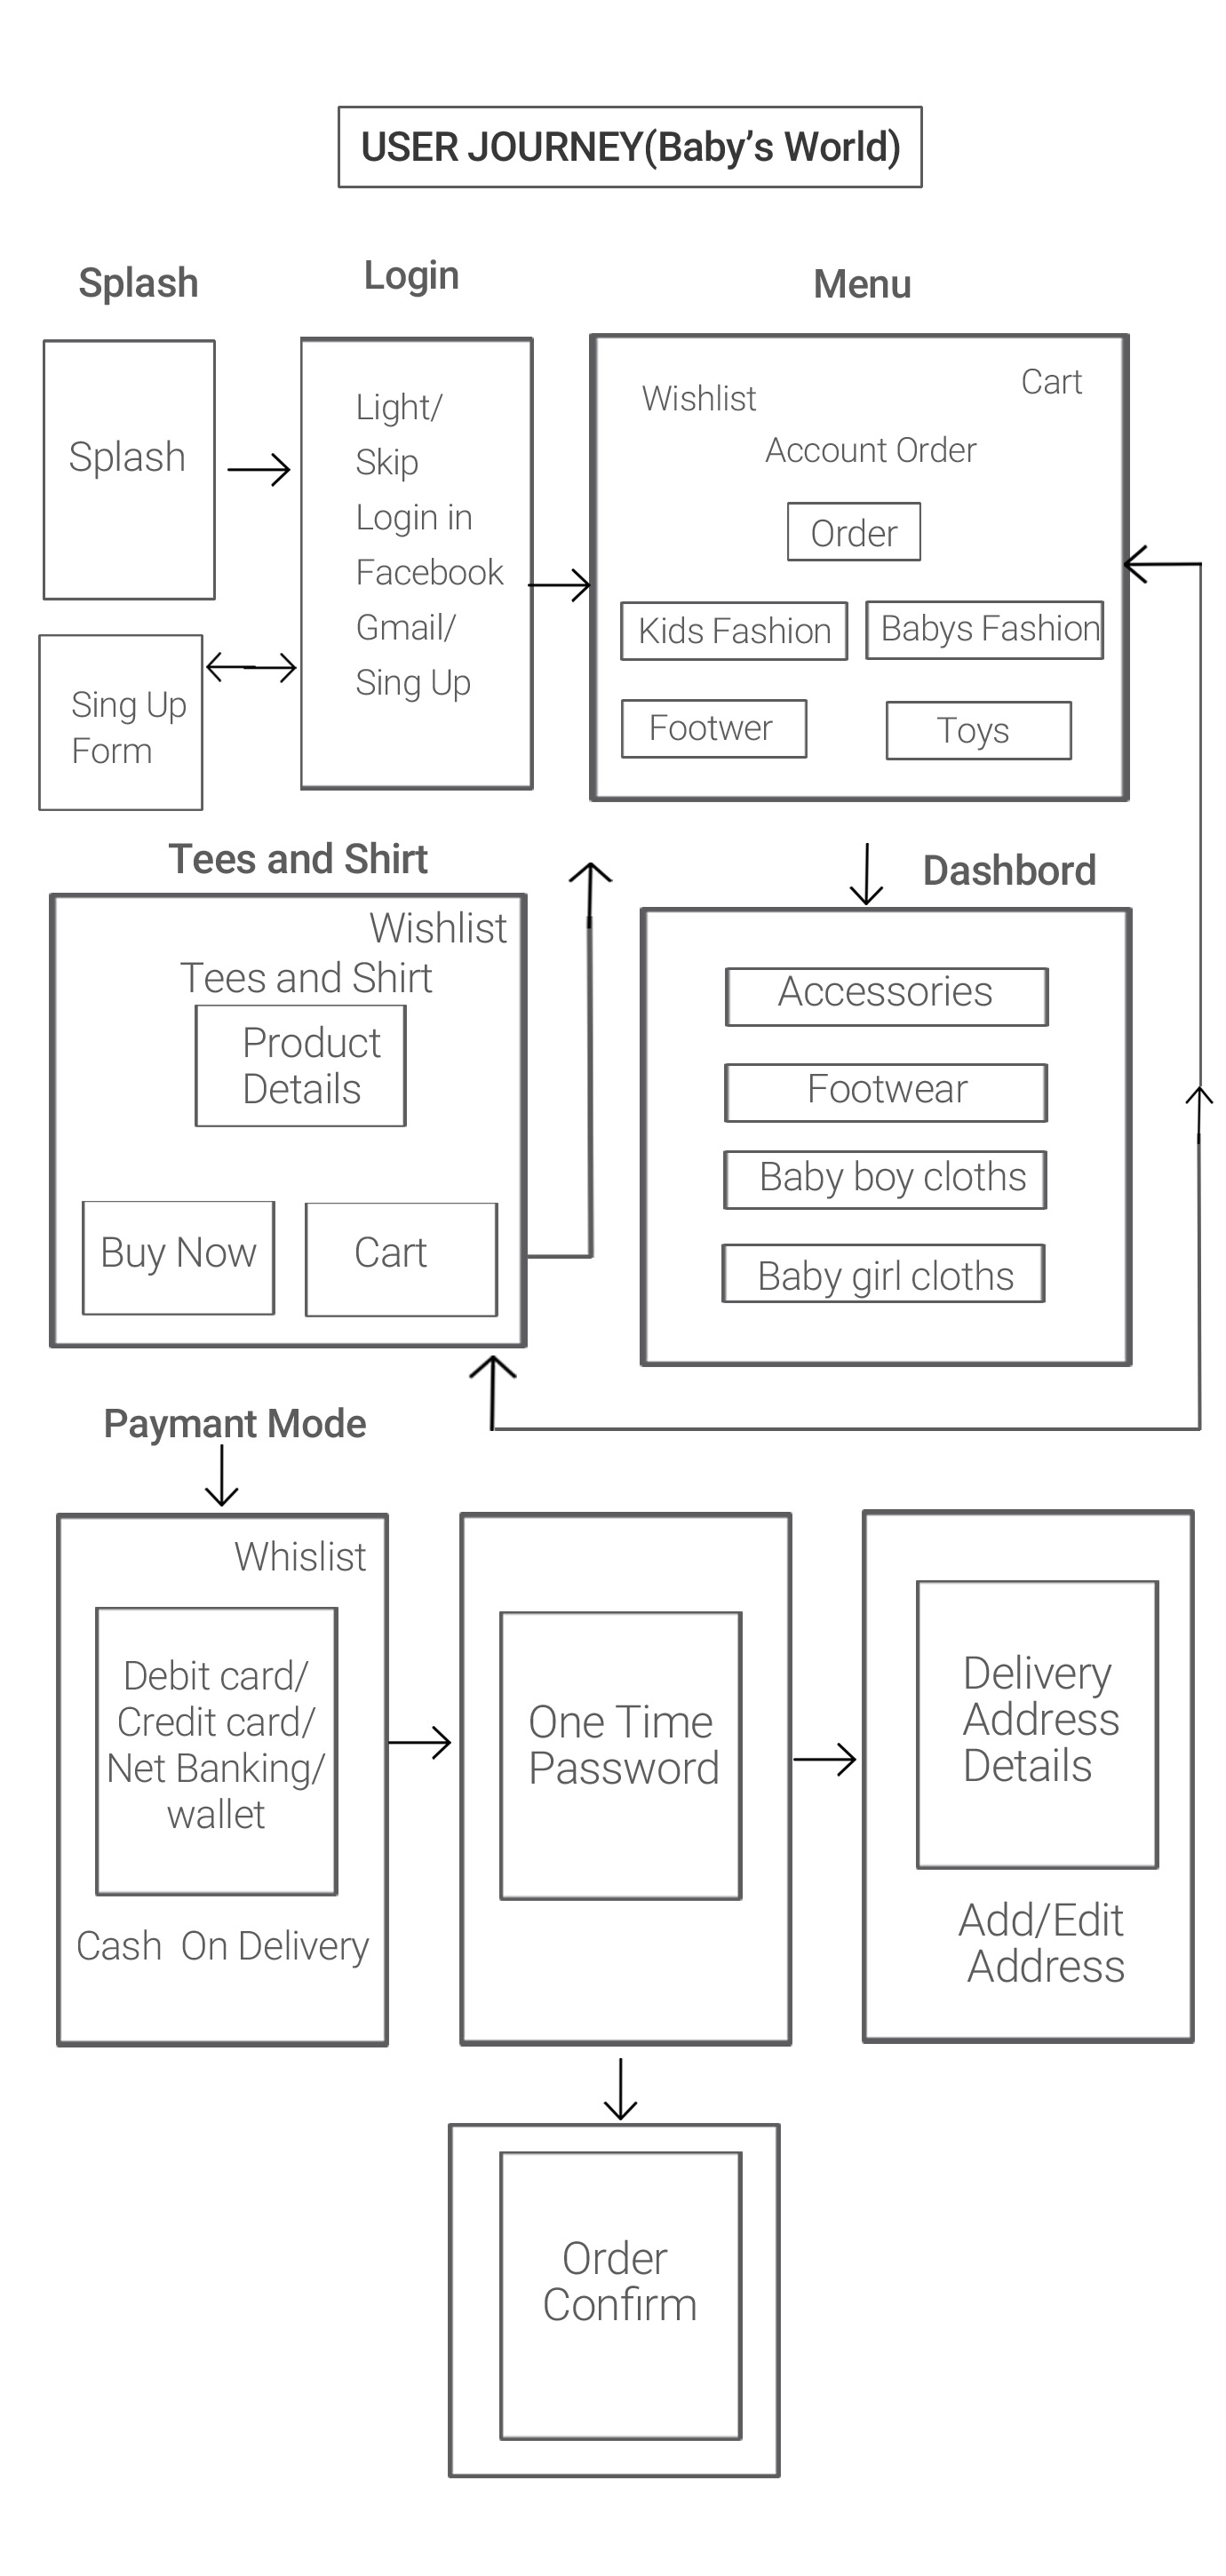 USER JOURNEY(Baby's World)
Splash
Login
Menu
Splash
Light/
Skip
Login in
Facebook
Gmail/
Sing Up
Sing Up
Form
Wishlist
Cart
Account Order
Order
Kids Fashion
Babys Fashion
Footwer
Toys
Tees and Shirt
Wishlist
Tees and Shirt
Product
Details
Buy Now
Cart
Dashbord
Accessories
Footwear
Baby boy cloths
Baby girl cloths
Paymant Mode
Whislist
Debit card/
Credit card/
Net Banking/
wallet
Cash On Delivery
One Time
Password
Delivery
Address
Details
Add/Edit
Address
Order
Confirm